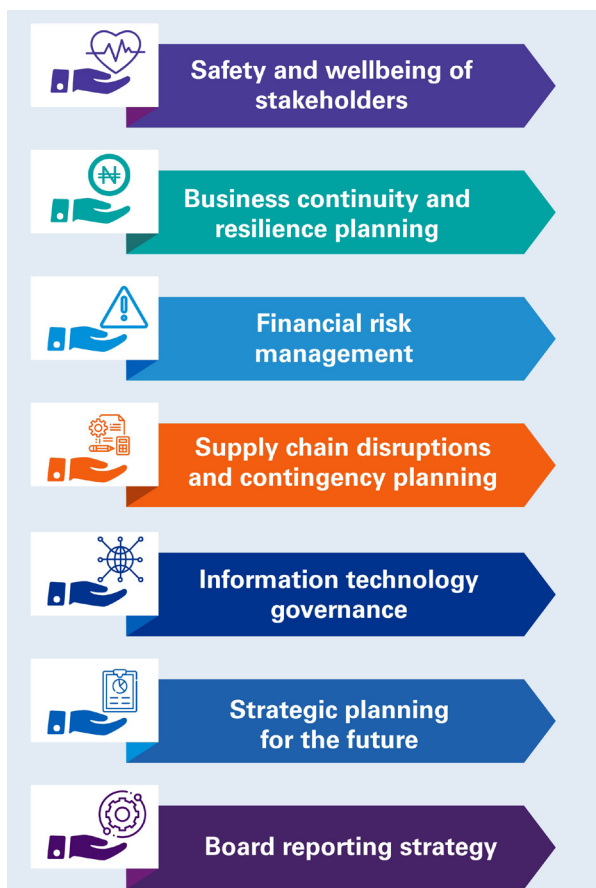 Safety and wellbeing of
stakeholders
₦
Business continuity and
resilience planning
Financial risk
management
Supply chain disruptions
and contingency planning
Information technology
governance
Strategic planning
for the future
Board reporting strategy